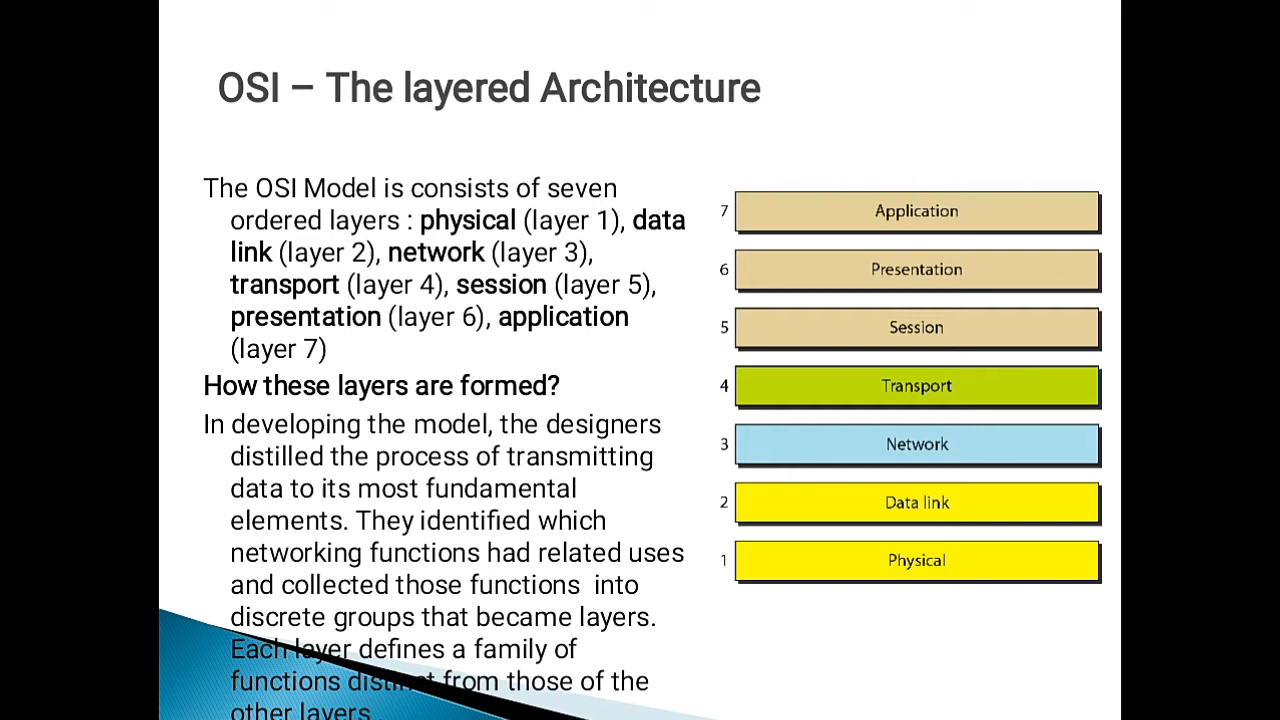 OSI – The layered Architecture
The OSI Model is consists of seven
ordered layers : physical (layer 1), data
link (layer 2), network (layer 3),
transport (layer 4), session (layer 5),
presentation (layer 6), application
(layer 7)
How these layers are formed?
In developing the model, the designers
distilled the process of transmitting
data to its most fundamental
elements. They identified which
networking functions had related uses
and collected those functions  into
discrete groups that became layers.
Each layer defines a family of
functions distinct from those of the
other layers
7 Application
6 Presentation
5 Session
4 Transport
3 Network
2 Data link
1 Physical